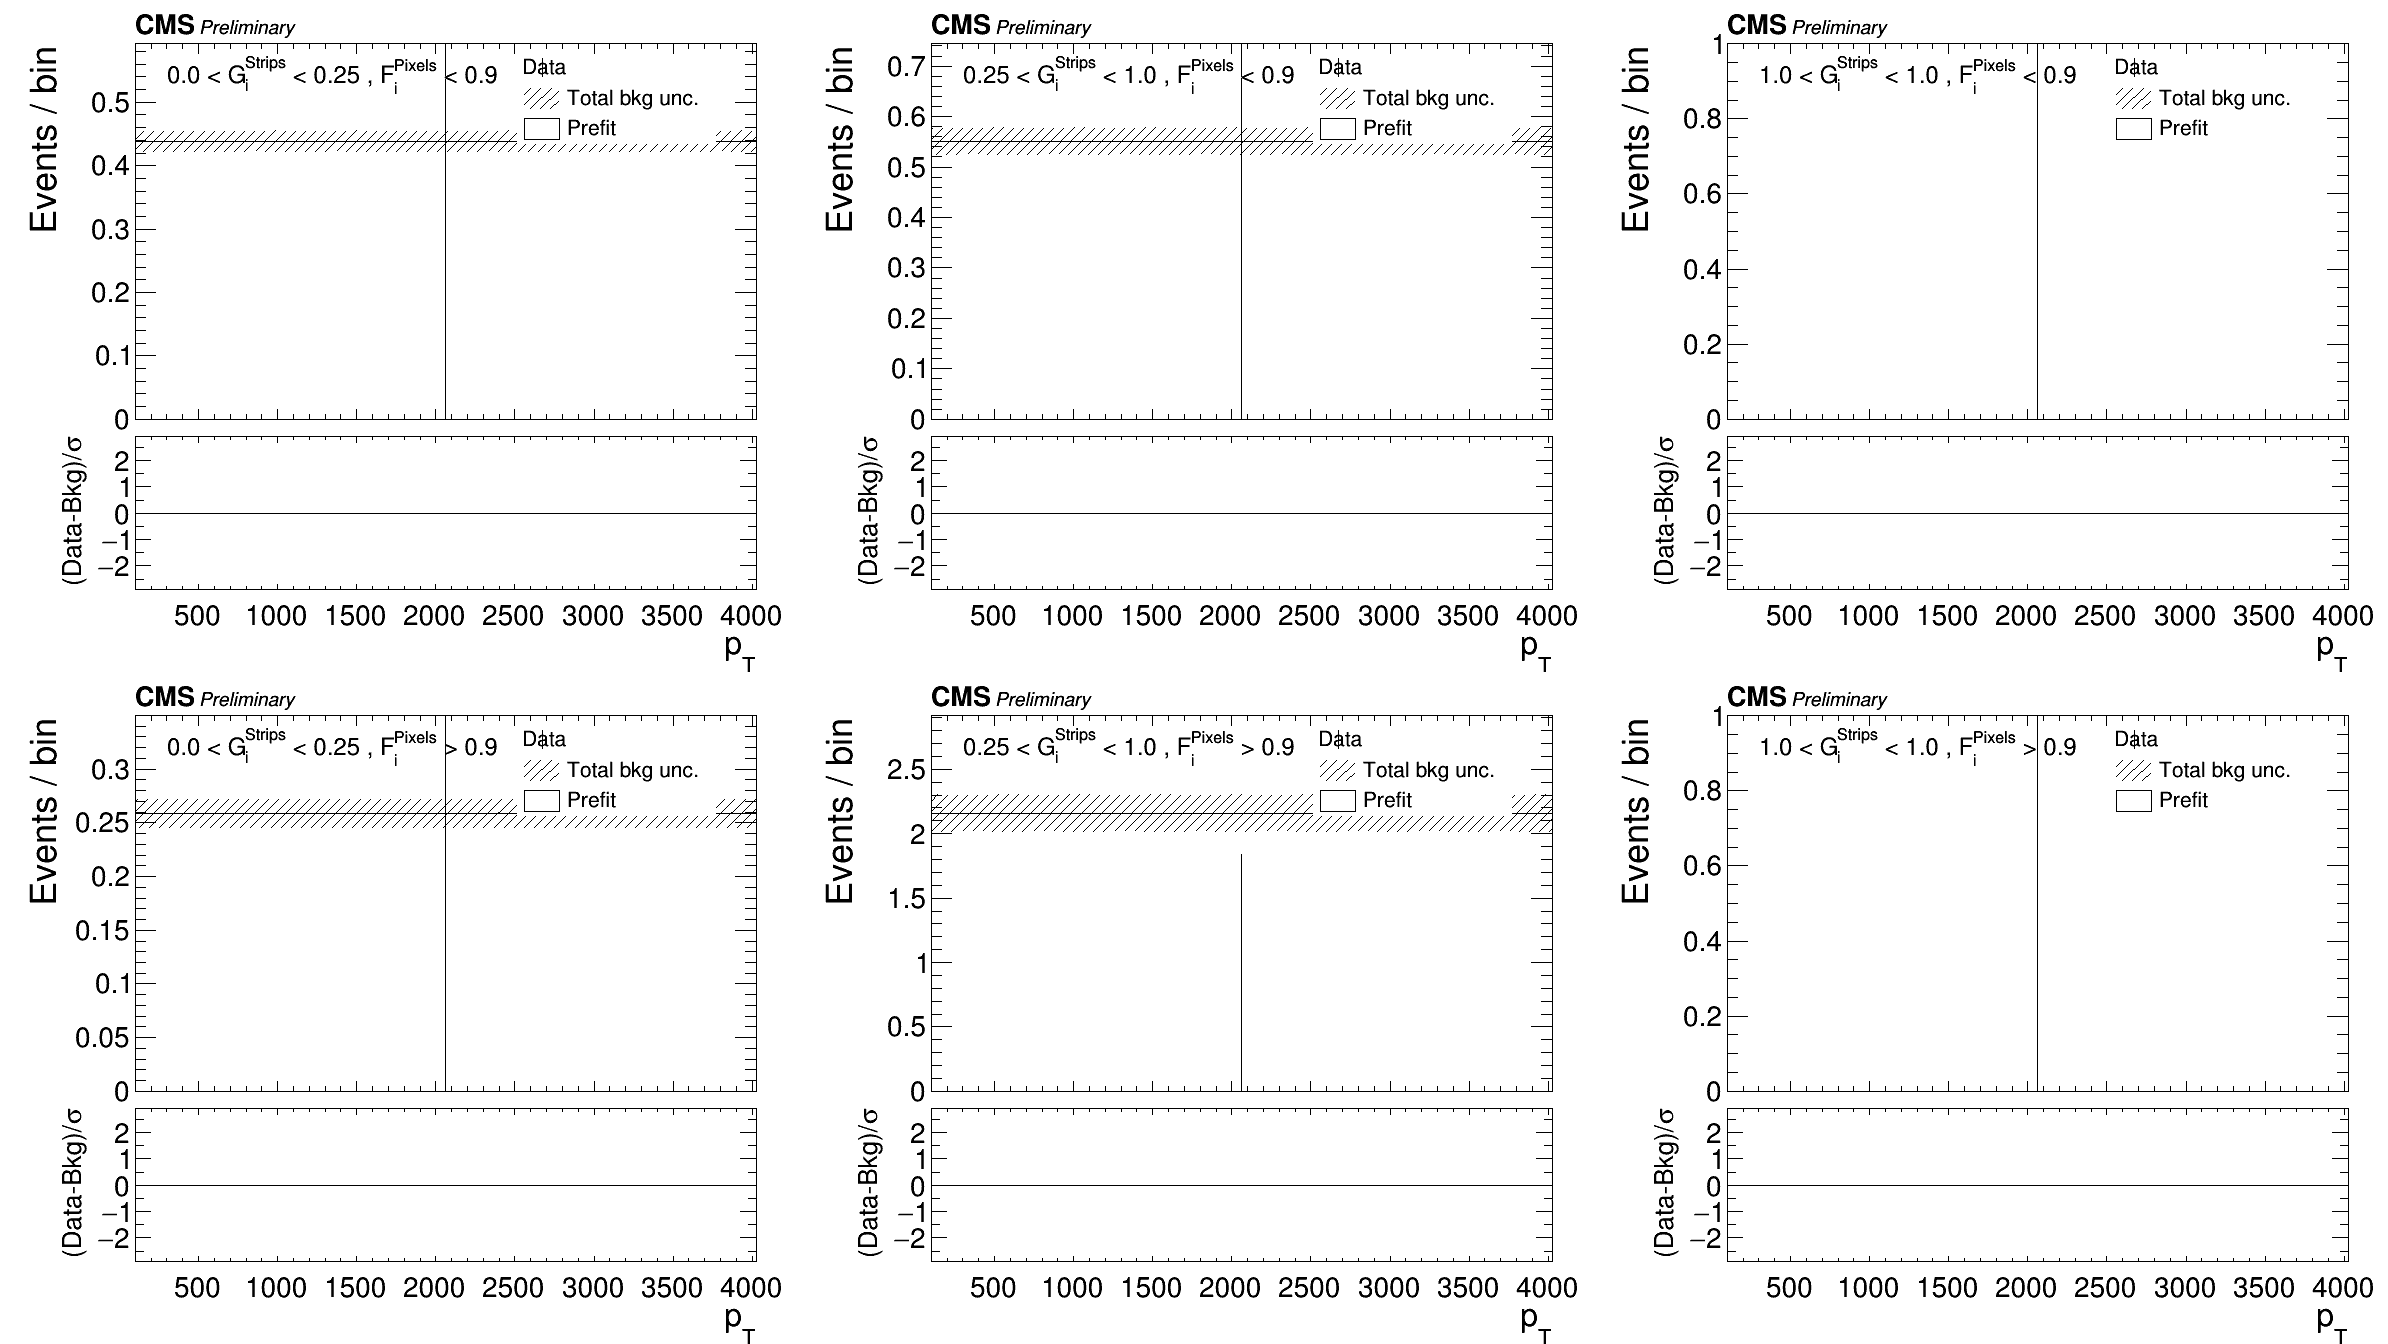 CMS Preliminary
Events / bin
0.0 < G_i^Strips < 0.25 , F_i^Pixels < 0.9
Data
Total bkg unc.
Prefit
0.5
0.4
0.3
0.2
0.1
0
(Data-Bkg)/σ
2
1
0
−1
−2
500 1000 1500 2000 2500 3000 3500 4000
p_T
CMS Preliminary
Events / bin
0.25 < G_i^Strips < 1.0 , F_i^Pixels < 0.9
Data
Total bkg unc.
Prefit
0.7
0.6
0.5
0.4
0.3
0.2
0.1
0
(Data-Bkg)/σ
2
1
0
−1
−2
500 1000 1500 2000 2500 3000 3500 4000
p_T
CMS Preliminary
Events / bin
1.0 < G_i^Strips < 1.0 , F_i^Pixels < 0.9
Data
Total bkg unc.
Prefit
1
0.8
0.6
0.4
0.2
0
(Data-Bkg)/σ
2
1
0
−1
−2
500 1000 1500 2000 2500 3000 3500 4000
p_T
CMS Preliminary
Events / bin
0.0 < G_i^Strips < 0.25 , F_i^Pixels > 0.9
Data
Total bkg unc.
Prefit
0.3
0.25
0.2
0.15
0.1
0.05
0
(Data-Bkg)/σ
2
1
0
−1
−2
500 1000 1500 2000 2500 3000 3500 4000
p_T
CMS Preliminary
Events / bin
0.25 < G_i^Strips < 1.0 , F_i^Pixels > 0.9
Data
Total bkg unc.
Prefit
2.5
2
1.5
1
0.5
0
(Data-Bkg)/σ
2
1
0
−1
−2
500 1000 1500 2000 2500 3000 3500 4000
p_T
CMS Preliminary
Events / bin
1.0 < G_i^Strips < 1.0 , F_i^Pixels > 0.9
Data
Total bkg unc.
Prefit
1
0.8
0.6
0.4
0.2
0
(Data-Bkg)/σ
2
1
0
−1
−2
500 1000 1500 2000 2500 3000 3500 4000
p_T